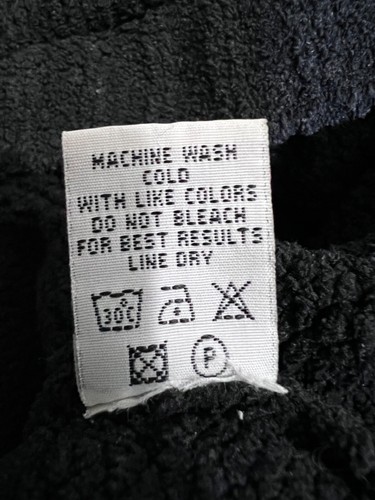 MACHINE WASH
COLD
WITH LIKE COLORS
DO NOT BLEACH
FOR BEST RESULTS
LINE DRY
30°C
P